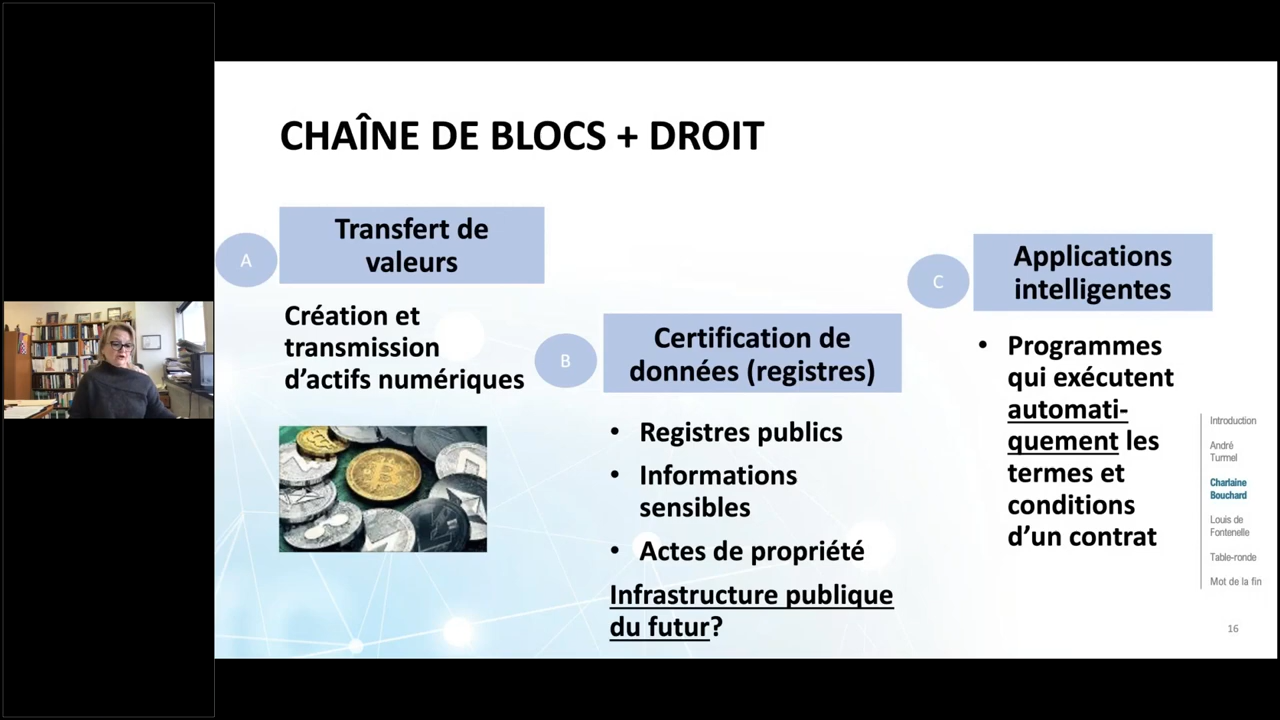 CHAÎNE DE BLOCS + DROIT
A
Transfert de
valeurs
Création et
transmission
d’actifs numériques
B
Certification de
données (registres)
• Registres publics
• Informations
sensibles
• Actes de propriété
Infrastructure publique
du futur?
C
Applications
intelligentes
• Programmes
qui exécutent
automati-
quement les
termes et
conditions
d’un contrat
Introduction
André
Turmel
Charlaine
Bouchard
Louis de
Fontenelle
Table-ronde
Mot de la fin
16